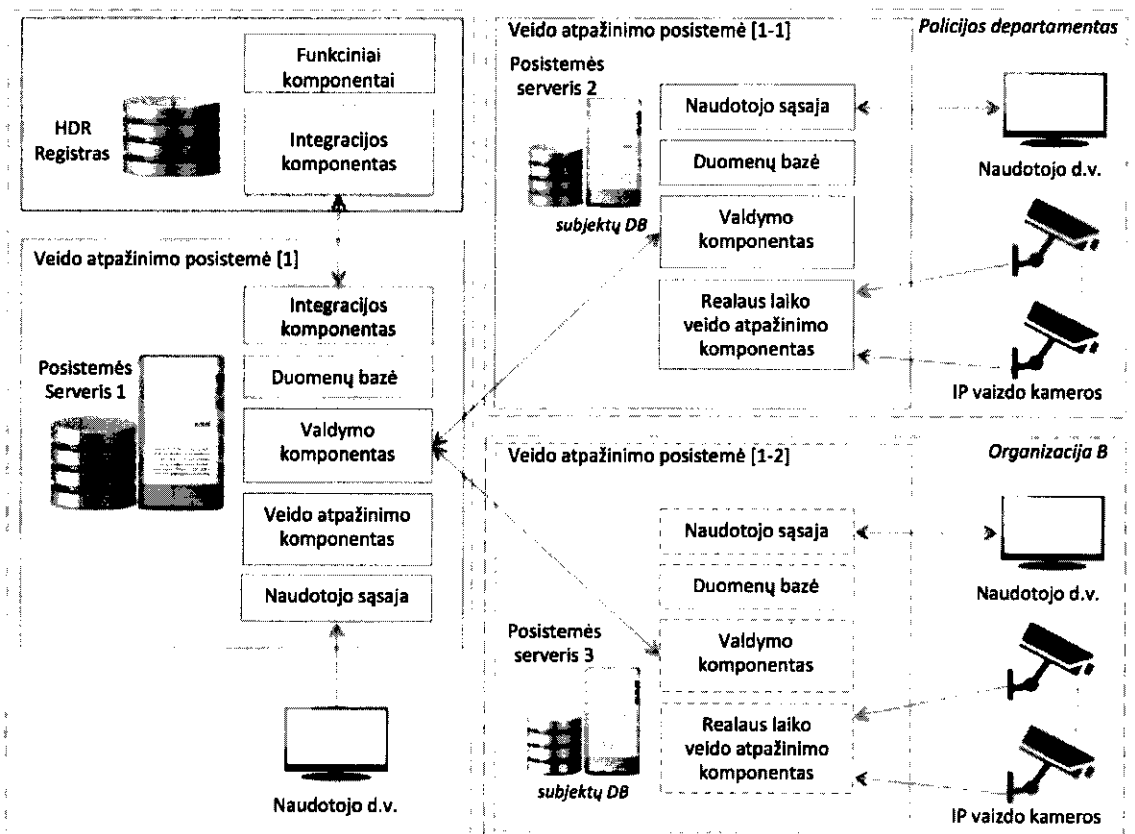 Funkciniai
komponentai
HDR
Registras
Integracijos
komponentas
Veido atpažinimo posistemė [1]
Integracijos
komponentas
Posistemės
Serveris 1
Duomenų bazė
Valdymo
komponentas
Veido atpažinimo
komponentas
Naudotojo sąsaja
Naudotojo d.v.
Veido atpažinimo posistemė [1-1]
Policijos departamentas
Posistemės
serveris 2
Naudotojo sąsaja
Duomenų bazė
Naudotojo d.v.
subjektų DB
Valdymo
komponentas
Realaus laiko
veido atpažinimo
komponentas
IP vaizdo kameros
Veido atpažinimo posistemė [1-2]
Organizacija B
Naudotojo sąsaja
Duomenų bazė
Naudotojo d.v.
Posistemės
serveris 3
Valdymo
komponentas
Realaus laiko
veido atpažinimo
komponentas
subjektų DB
IP vaizdo kameros